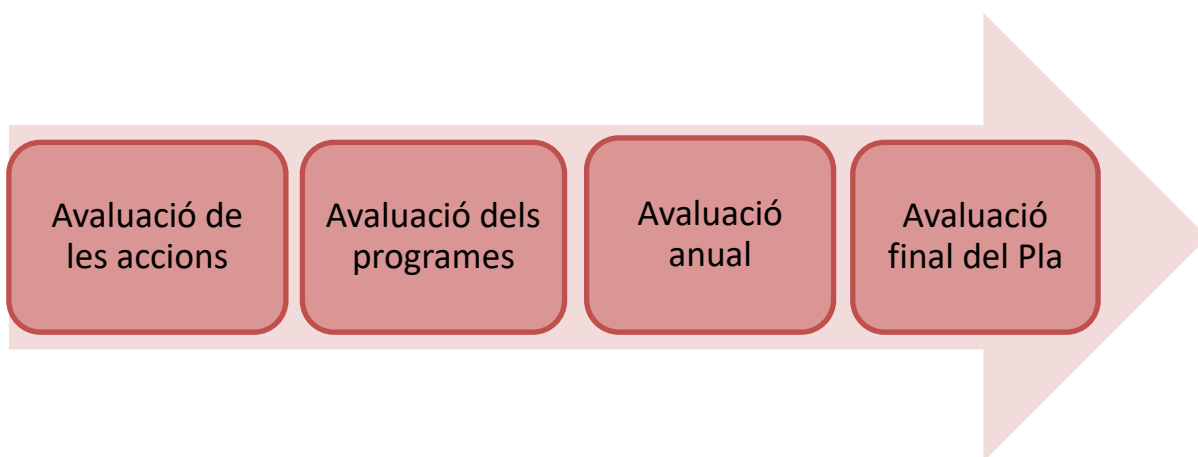 Avaluació de
les accions
Avaluació dels
programes
Avaluació
anual
Avaluació
final del Pla